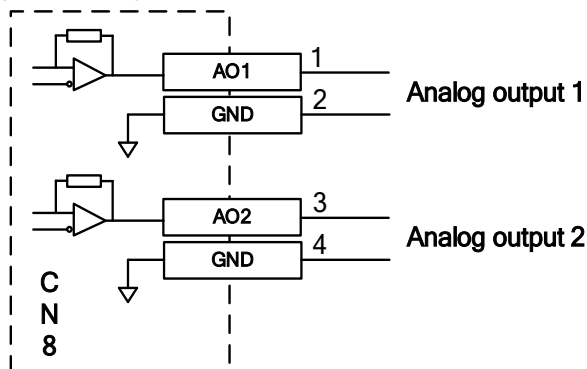 AO1
1
GND
2
Analog output 1
AO2
3
GND
4
Analog output 2
C
N
8